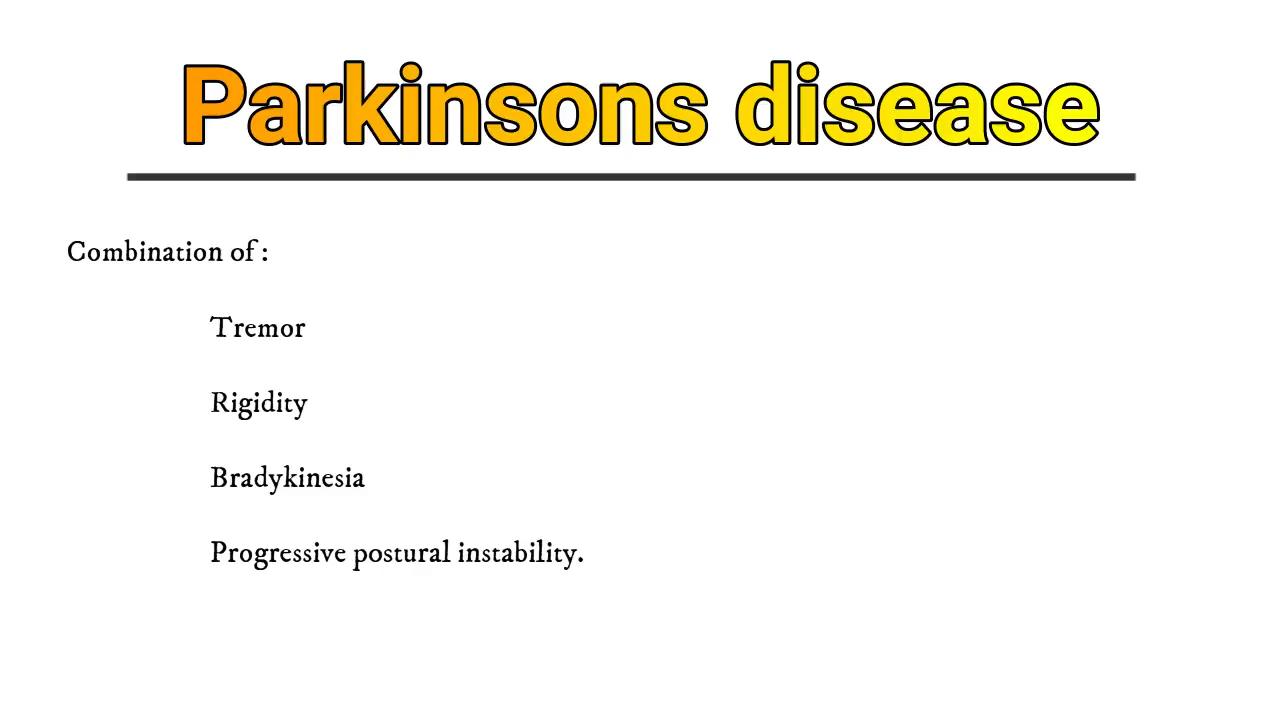 Parkinsons disease
Combination of :
Tremor
Rigidity
Bradykinesia
Progressive postural instability.